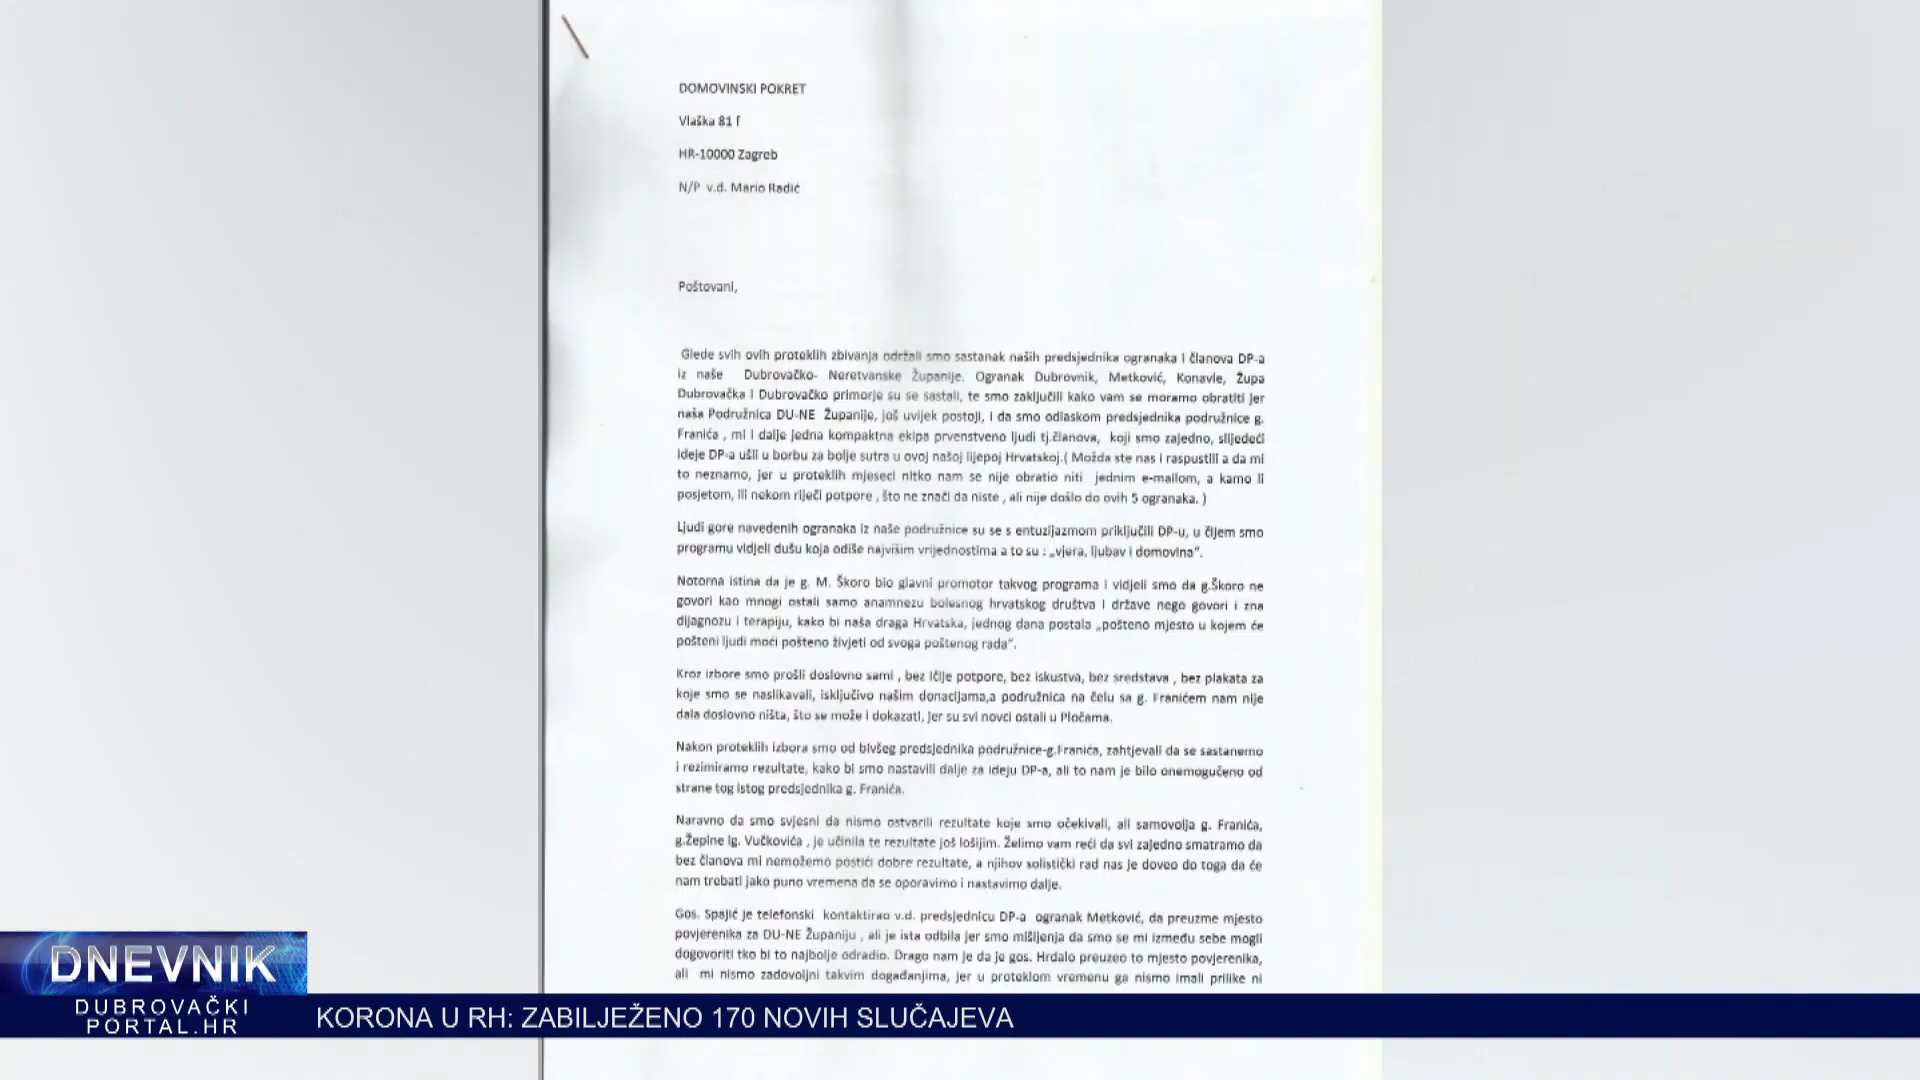 DOMOVINSKI POKRET
Vlaška 81 f
HR-10000 Zagreb
N/P v.d. Mario Radić
Poštovani,
Glede svih ovih proteklih zbivanja održali smo sastanak naših predsjednika ogranaka i članova DP-a
iz naše Dubrovačko- Neretvanske Županije. Ogranak Dubrovnik, Metković, Konavle, Župa
Dubrovačka i Dubrovačko primorje su se sastali, te smo zaključili kako vam se moramo obratiti jer
naša Podružnica DU-NE Županije, još uvijek postoji, i da smo odlaskom predsjednika podružnice g.
Franića , mi i dalje jedna kompaktna ekipa prvenstveno ljudi tj.članova, koji smo zajedno, slijedeći
ideje DP-a ušli u borbu za bolje sutra u ovoj našoj lijepoj Hrvatskoj.( Možda ste nas i raspustili a da mi
to neznamo, jer u proteklih mjeseci nitko nam se nije obratio niti jednim e-mailom, a kamo li
posjetom, ili nekom riječi potpore , što ne znači da niste , ali nije došlo do ovih 5 ogranaka. )
Ljudi gore navedenih ogranaka iz naše podružnice su se s entuzijazmom priključili DP-u, u čijem smo
programu vidjeli dušu koja odiše najvišim vrijednostima a to su : „vjera, ljubav i domovina“.
Notorna istina da je g. M. Škoro bio glavni promotor takvog programa i vidjeli smo da g.Škoro ne
govori kao mnogi ostali samo anamnezu bolesnog hrvatskog društva i države nego govori i zna
dijagnozu i terapiju, kako bi naša draga Hrvatska, jednog dana postala „pošteno mjesto u kojem će
pošteni ljudi moći pošteno živjeti od svoga poštenog rada“.
Kroz izbore smo prošli doslovno sami , bez ičije potpore, bez iskustva, bez sredstava , bez plakata za
koje smo se naslikavali, isključivo našim donacijama,a podružnica na čelu sa g. Franićem nam nije
dala doslovno ništa, što se može i dokazati, jer su svi novci ostali u Pločama.
Nakon proteklih izbora smo od bivšeg predsjednika podružnice-g.Franića, zahtjevali da se sastanemo
i rezimiramo rezultate, kako bi smo nastavili dalje za ideju DP-a, ali to nam je bilo onemogučeno od
strane tog istog predsjednika g. Franića.
Naravno da smo svjesni da nismo ostvarili rezultate koje smo očekivali, ali samovolja g. Franića,
g.Žepine ig. Vučkovića , je učinila te rezultate još lošijim. Želimo vam reći da svi zajedno smatramo da
bez članova mi nemožemo postići dobre rezultate, a njihov solistički rad nas je doveo do toga da će
nam trebati jako puno vremena da se oporavimo i nastavimo dalje.
Gos. Spajić je telefonski kontaktirao v.d. predsjednicu DP-a ogranak Metković, da preuzme mjesto
povjerenika za DU-NE Županiju , ali je ista odbila jer smo mišljenja da smo se mi između sebe mogli
dogovoriti tko bi to najbolje odradio. Drago nam je da je gos. Hrdalo preuzeo to mjesto povjerenika,
ali mi nismo zadovoljni takvim događanjima, jer u proteklom vremenu ga nismo imali prilike ni
DNEVNIK
DUBROVAČKI
PORTAL.HR
KORONA U RH: ZABILJEŽENO 170 NOVIH SLUČAJEVA